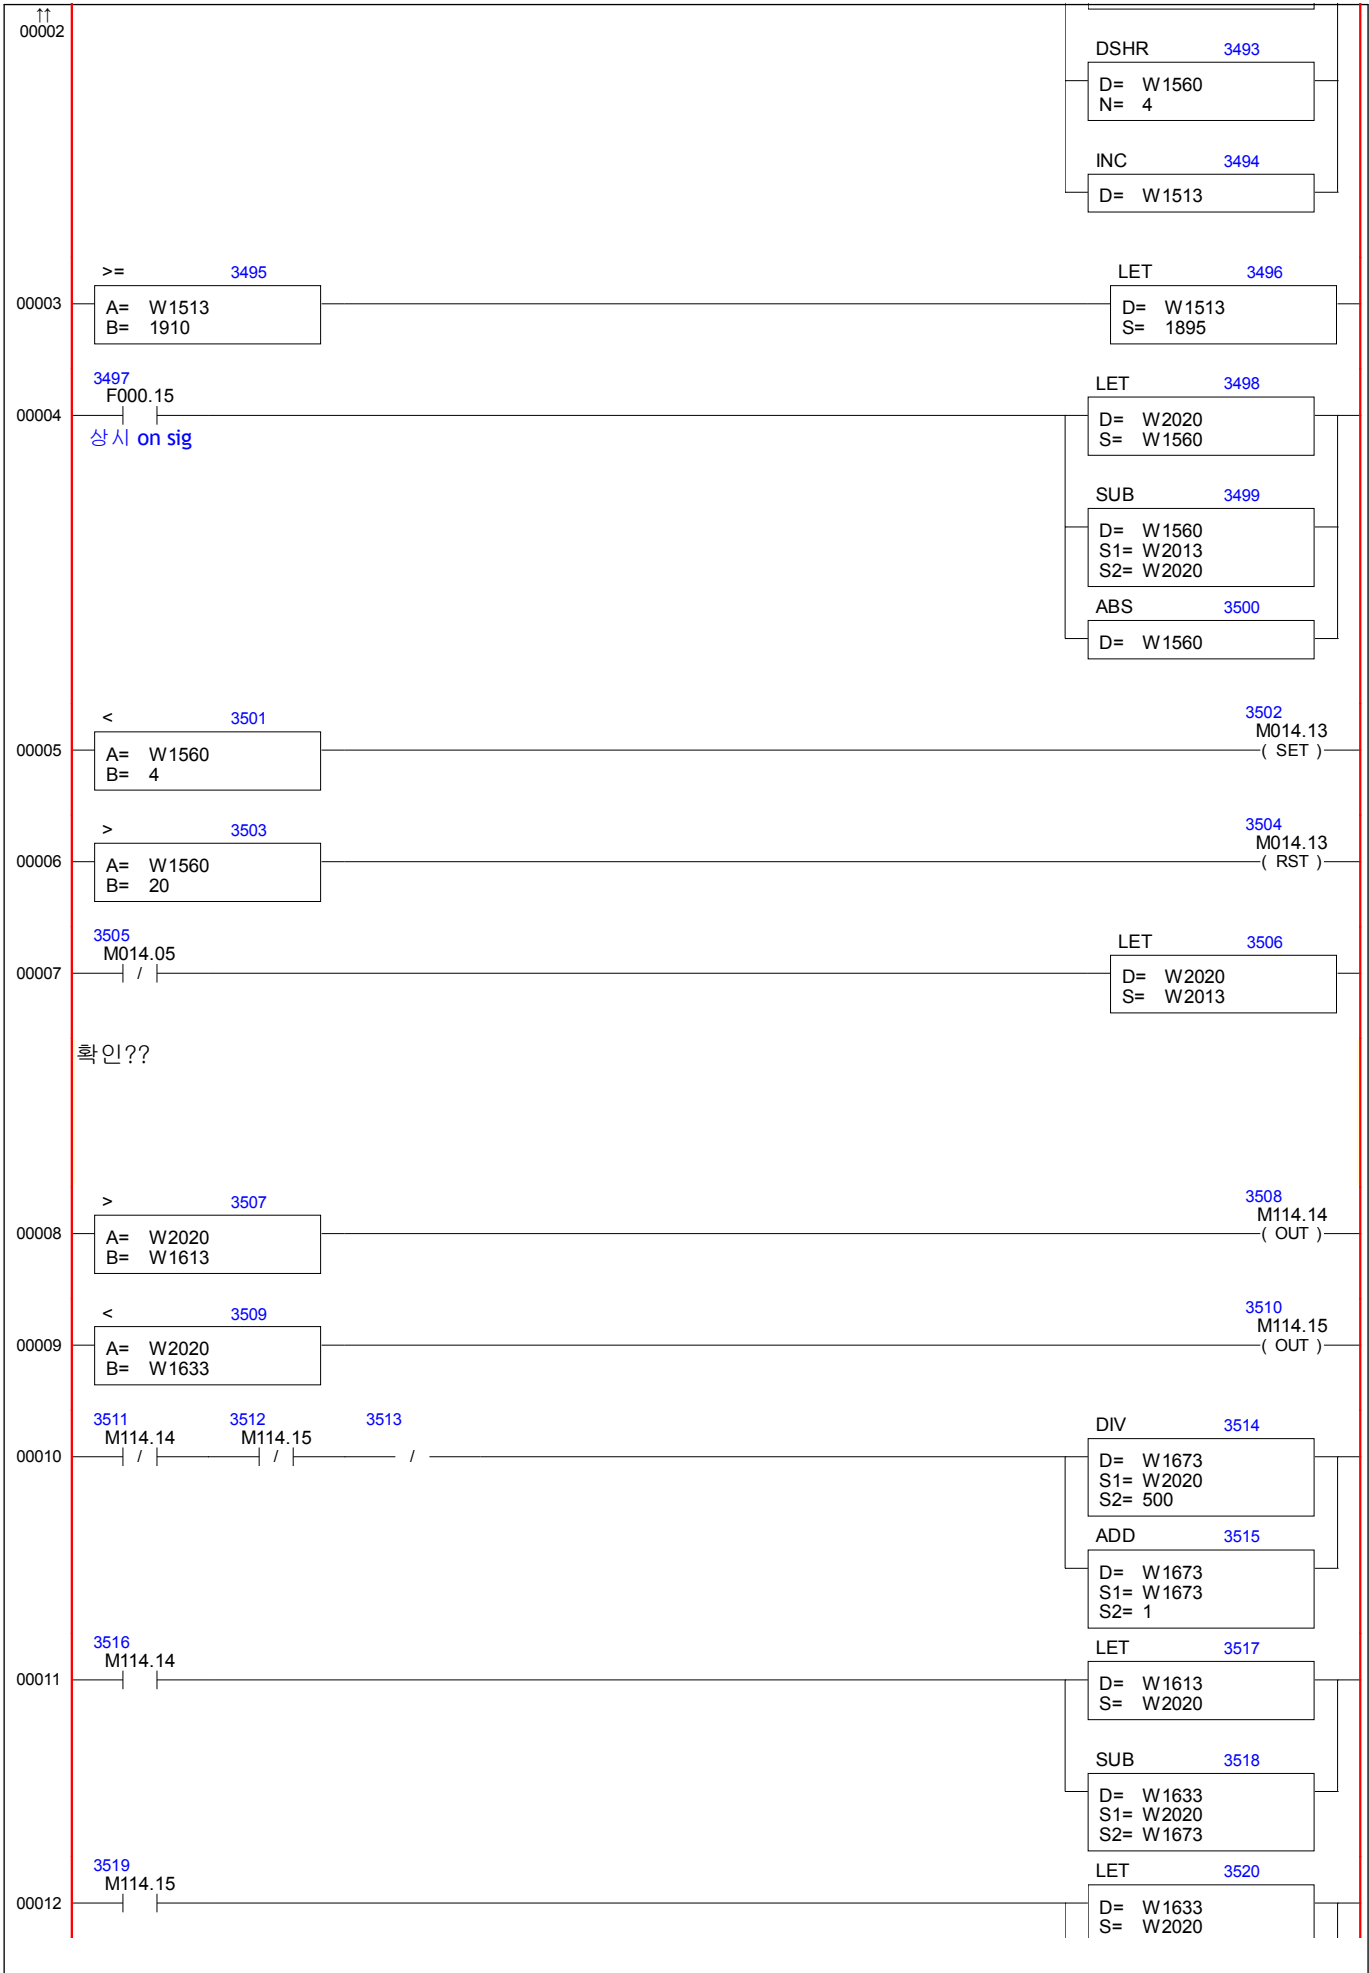 ↑↑
00002
DSHR 3493
D= W1560
N= 4
INC 3494
D= W1513
>= 3495
LET 3496
00003
A= W1513
B= 1910
D= W1513
S= 1895
3497
F000.15
LET 3498
00004
D= W2020
S= W1560
상시 on sig
SUB 3499
D= W1560
S1= W2013
S2= W2020
ABS 3500
D= W1560
< 3501
3502
M014.13
00005
( SET )
A= W1560
B= 4
> 3503
3504
M014.13
00006
( RST )
A= W1560
B= 20
3505
M014.05
LET 3506
00007
/
D= W2020
S= W2013
확인??
> 3507
3508
M114.14
00008
( OUT )
A= W2020
B= W1613
< 3509
3510
M114.15
00009
( OUT )
A= W2020
B= W1633
3511 3512 3513
M114.14 M114.15
DIV 3514
00010
/ / /
D= W1673
S1= W2020
S2= 500
ADD 3515
D= W1673
S1= W1673
S2= 1
3516
M114.14
LET 3517
00011
D= W1613
S= W2020
SUB 3518
D= W1633
S1= W2020
S2= W1673
3519
M114.15
LET 3520
00012
D= W1633
S= W2020